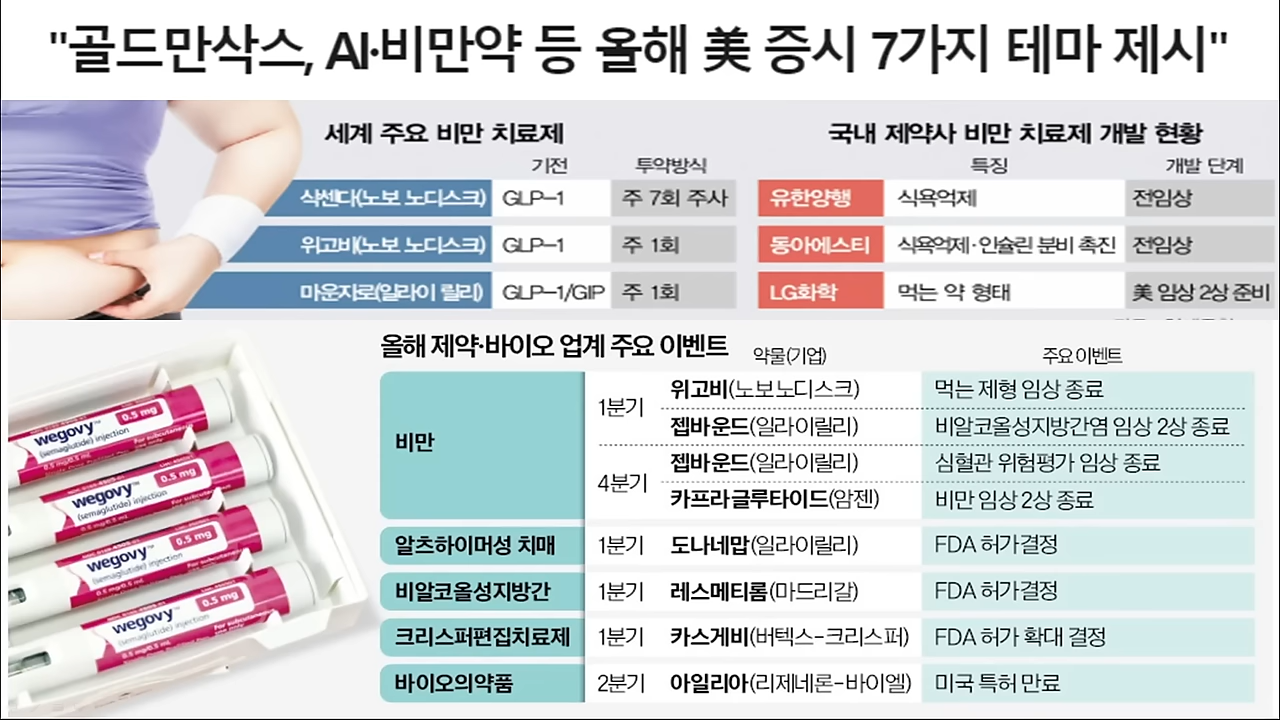 "골드만삭스, AI·비만약 등 올해 美 증시 7가지 테마 제시"
세계 주요 비만 치료제
기전 투약방식
삭센다(노보 노디스크) GLP-1 주 7회 주사
위고비(노보 노디스크) GLP-1 주 1회
마운자로(일라이 릴리) GLP-1/GIP 주 1회
국내 제약사 비만 치료제 개발 현황
특징 개발 단계
유한양행 식욕억제 전임상
동아에스티 식욕억제·인슐린 분비 촉진 전임상
LG화학 먹는 약 형태 美 임상 2상 준비
올해 제약·바이오 업계 주요 이벤트
약물(기업) 주요 이벤트
비만
1분기 위고비(노보노디스크) 먹는 제형 임상 종료
젭바운드(일라이릴리) 비알코올성지방간염 임상 2상 종료
4분기 젭바운드(일라이릴리) 심혈관 위험평가 임상 종료
카프라글루타이드(암젠) 비만 임상 2상 종료
알츠하이머성 치매 1분기 도나네맙(일라이릴리) FDA 허가결정
비알코올성지방간 1분기 레스메티롬(마드리갈) FDA 허가결정
크리스퍼편집치료제 1분기 카스게비(버텍스-크리스퍼) FDA 허가 확대 결정
바이오의약품 2분기 아일리아(리제네론-바이엘) 미국 특허 만료
wegovy™ 0.5 mg
(semaglutide) injection
wegovy™ 0.5 mg
(semaglutide) injection
wegovy™ 0.5 mg
(semaglutide) injection
wegovy™ 0.5 mg
(semaglutide) injection